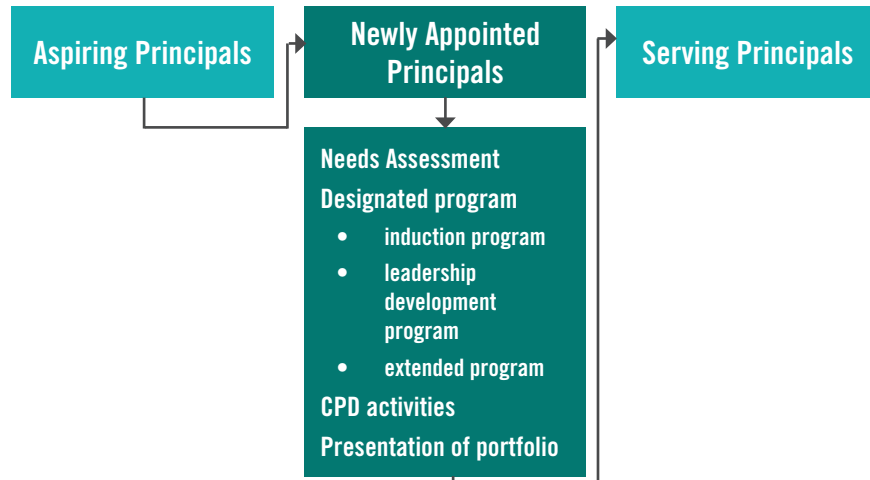 Aspiring Principals
Newly Appointed
Principals
Serving Principals
Needs Assessment
Designated program
• induction program
• leadership
development
program
• extended program
CPD activities
Presentation of portfolio